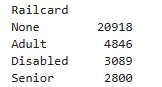 Railcard
None 20918
Adult 4846
Disabled 3089
Senior 2800